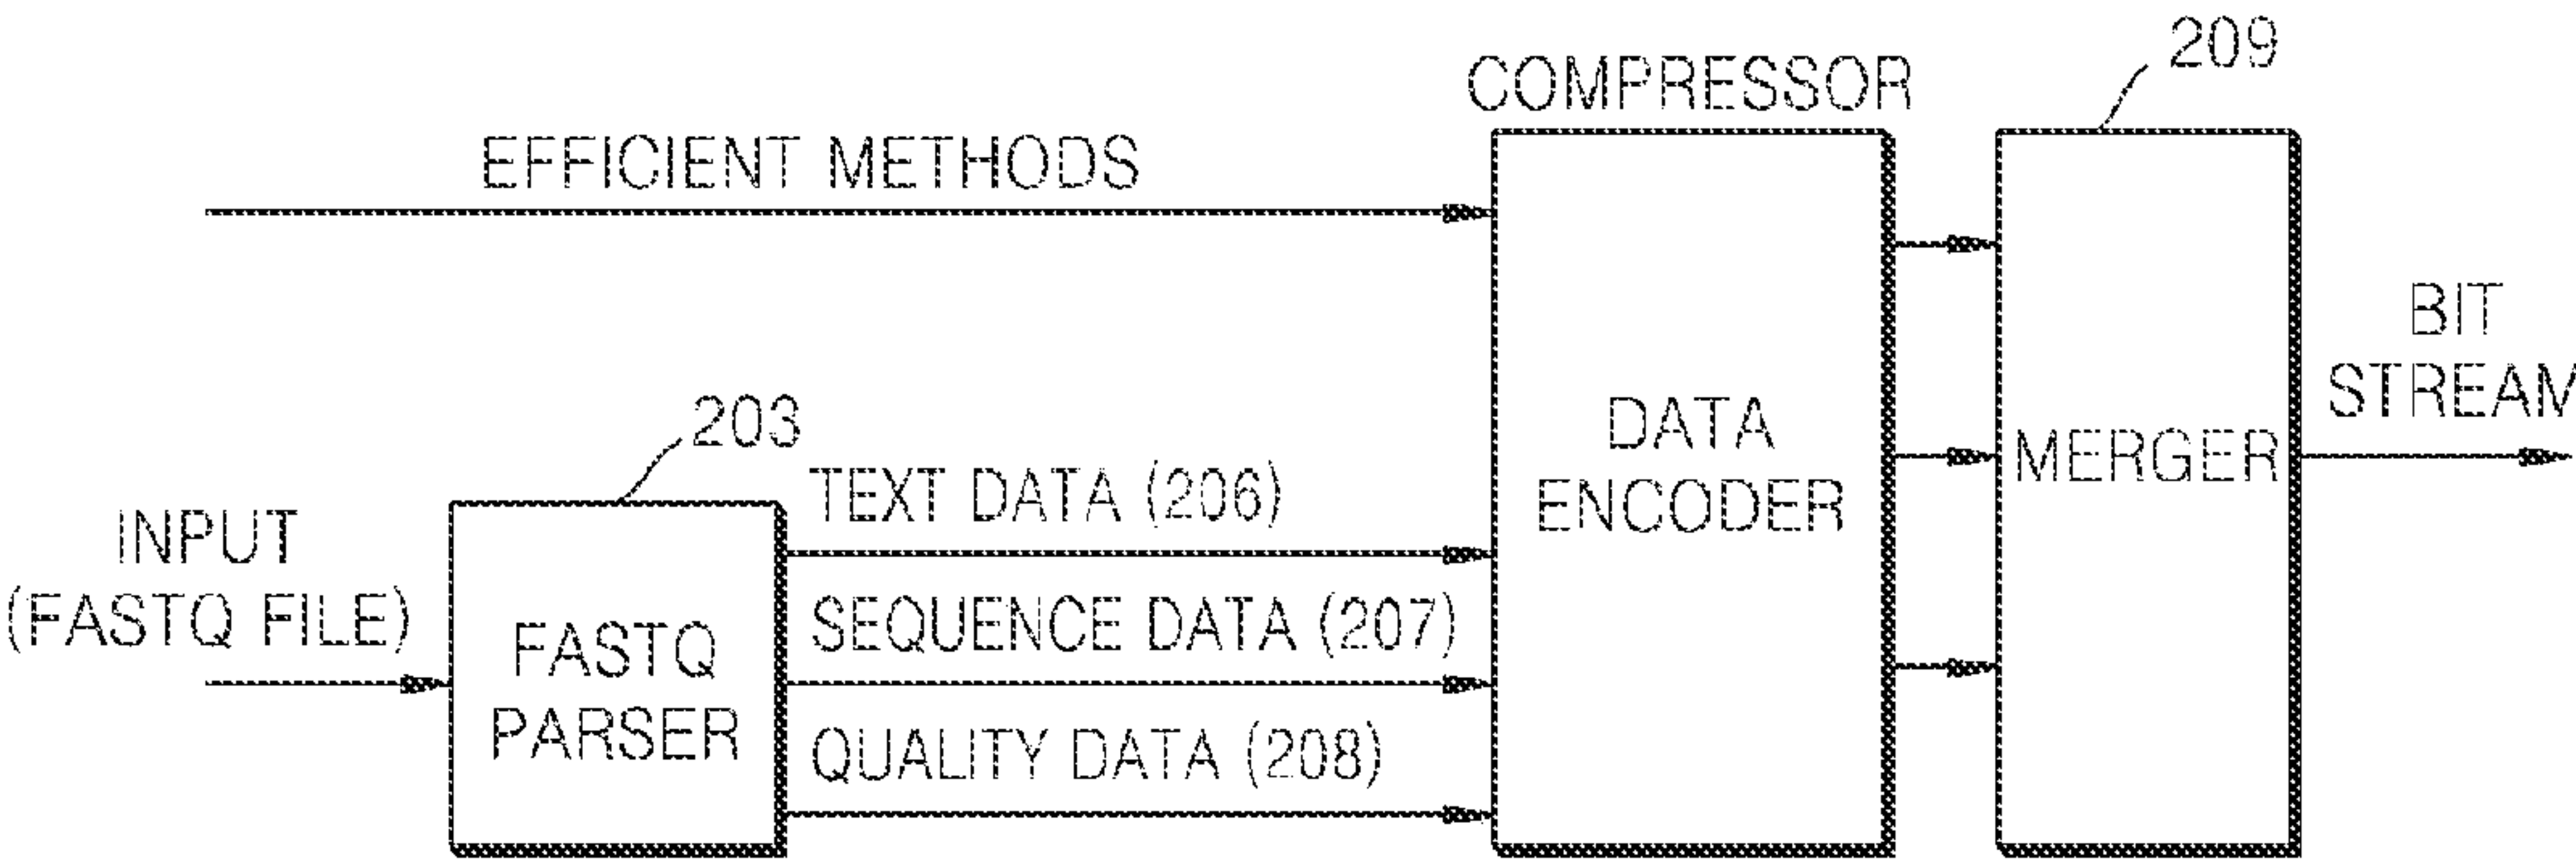 209
COMPRESSOR
EFFICIENT METHODS
BIT
STREAM
203
DATA
ENCODER
MERGER
TEXT DATA (206)
INPUT
(FASTQ FILE)
SEQUENCE DATA (207)
FASTQ
PARSER
QUALITY DATA (208)